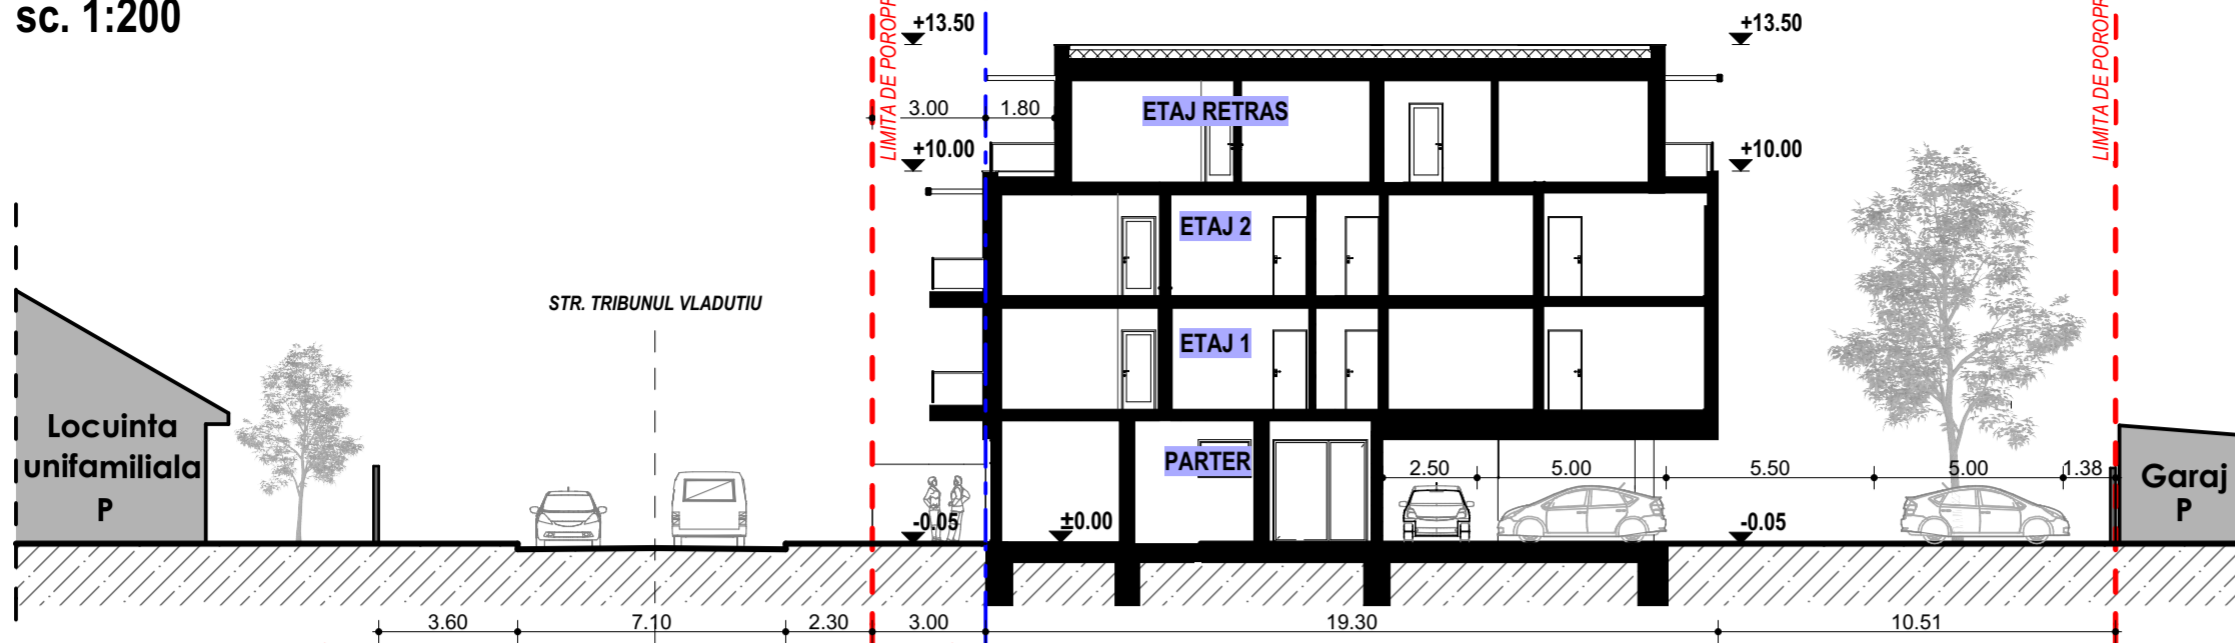 sc. 1:200
LIMITA DE POROPR
+13.50
+13.50
LIMITA DE POROPR
3.00
1.80
ETAJ RETRAS
+10.00
+10.00
ETAJ 2
STR. TRIBUNUL VLADUTIU
ETAJ 1
Locuinta
unifamiliala
P
PARTER
2.50
5.00
5.50
5.00
1.38
Garaj
P
-0.05
±0.00
-0.05
3.60
7.10
2.30
3.00
19.30
10.51